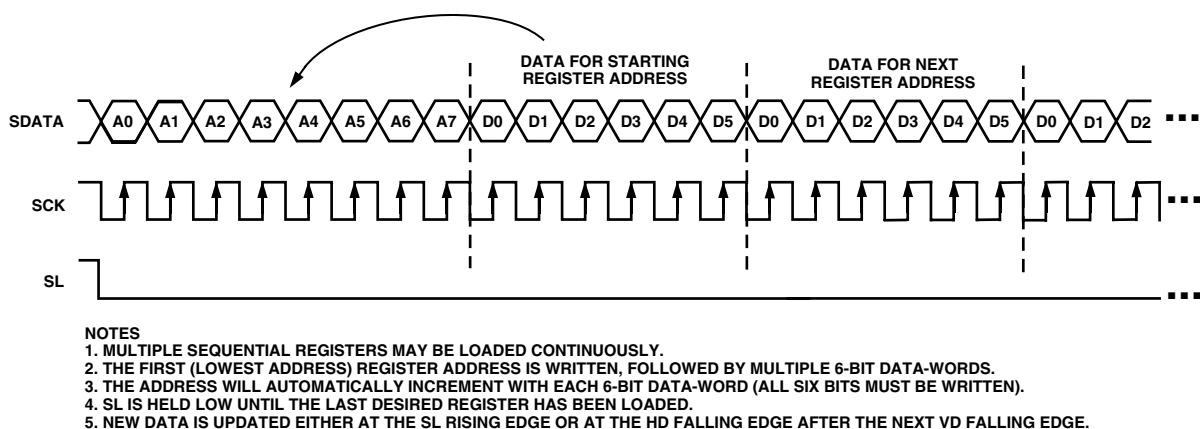 DATA FOR STARTING
REGISTER ADDRESS
DATA FOR NEXT
REGISTER ADDRESS
SDATA A0 A1 A2 A3 A4 A5 A6 A7 D0 D1 D2 D3 D4 D5 D0 D1 D2 D3 D4 D5 D0 D1 D2
SCK
SL
NOTES
1. MULTIPLE SEQUENTIAL REGISTERS MAY BE LOADED CONTINUOUSLY.
2. THE FIRST (LOWEST ADDRESS) REGISTER ADDRESS IS WRITTEN, FOLLOWED BY MULTIPLE 6-BIT DATA-WORDS.
3. THE ADDRESS WILL AUTOMATICALLY INCREMENT WITH EACH 6-BIT DATA-WORD (ALL SIX BITS MUST BE WRITTEN).
4. SL IS HELD LOW UNTIL THE LAST DESIRED REGISTER HAS BEEN LOADED.
5. NEW DATA IS UPDATED EITHER AT THE SL RISING EDGE OR AT THE HD FALLING EDGE AFTER THE NEXT VD FALLING EDGE.